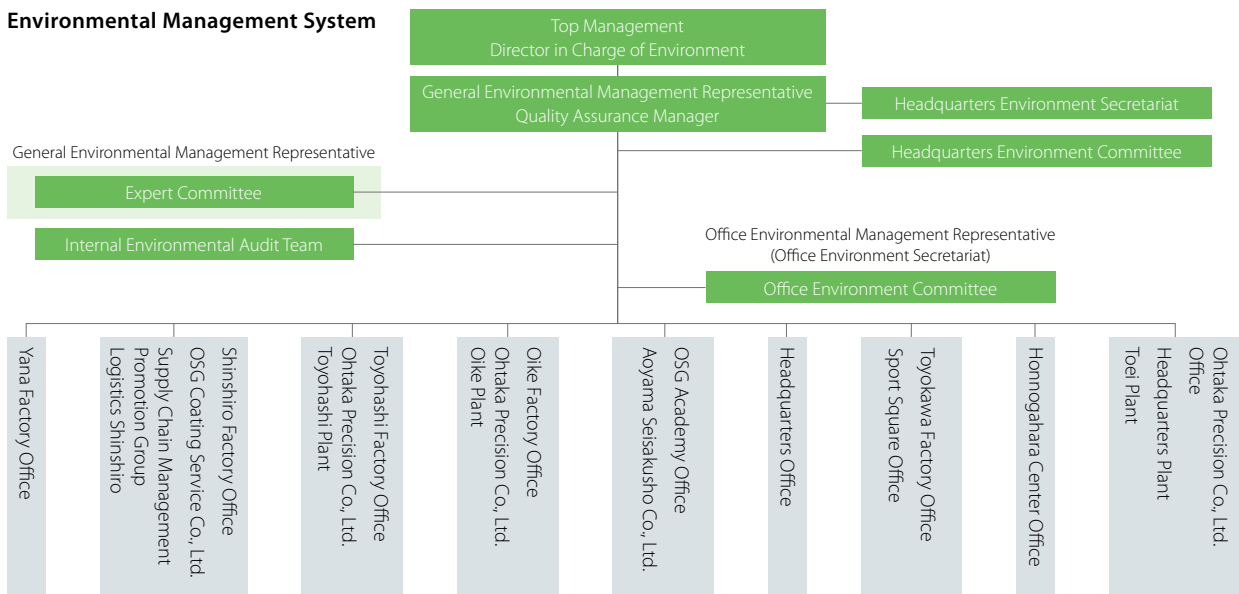 Environmental Management System
Top Management
Director in Charge of Environment
General Environmental Management Representative
Quality Assurance Manager
Headquarters Environment Secretariat
Headquarters Environment Committee
General Environmental Management Representative
Expert Committee
Internal Environmental Audit Team
Office Environmental Management Representative
(Office Environment Secretariat)
Office Environment Committee
Yana Factory Office
Shinshiro Factory Office
OSG Coating Service Co., Ltd.
Supply Chain Management
Promotion Group
Logistics Shinshiro
Toyohashi Factory Office
Ohtaka Precision Co., Ltd.
Toyohashi Plant
Oike Factory Office
Ohtaka Precision Co., Ltd.
Oike Plant
OSG Academy Office
Aoyama Seisakusho Co., Ltd.
Headquarters Office
Toyokawa Factory Office
Sport Square Office
Honnogahara Center Office
Ohtaka Precision Co., Ltd.
Office
Headquarters Plant
Toei Plant